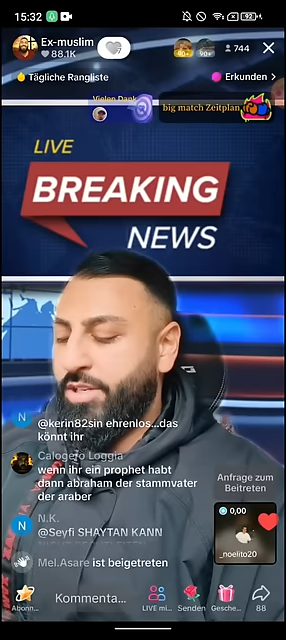 15:32
92
Ex-muslim
88.1K
90+
90+
744
Tägliche Rangliste
Erkunden >
Vielen Dank
big match Zeitplan
LIVE
BREAKING
NEWS
N
@kerin82sin ehrenlos...das
könnt ihr
Calogero Loggia
wenn ihr ein prophet habt
dann abraham der stammvater
der araber
N
N.K.
@Seyfi SHAYTAN KANN
Mel.Asare ist beigetreten
Anfrage zum
Beitreten
0,00
_noelito20
Abonn...
Kommenta...
LIVE mi...
Senden
Gesche...
88